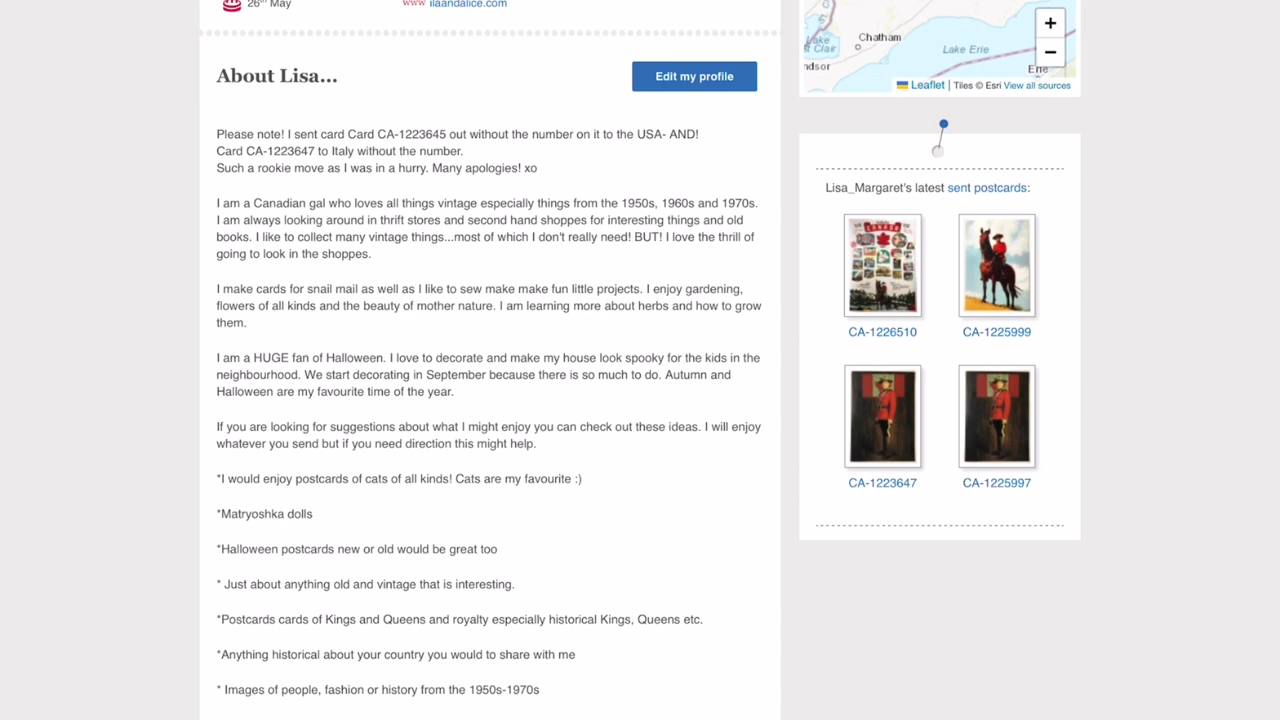 26th May
www ilaandalice.com
About Lisa...
Edit my profile
Please note! I sent card Card CA-1223645 out without the number on it to the USA- AND!
Card CA-1223647 to Italy without the number.
Such a rookie move as I was in a hurry. Many apologies! xo
I am a Canadian gal who loves all things vintage especially things from the 1950s, 1960s and 1970s.
I am always looking around in thrift stores and second hand shoppes for interesting things and old
books. I like to collect many vintage things...most of which I don't really need! BUT! I love the thrill of
going to look in the shoppes.
I make cards for snail mail as well as I like to sew make make fun little projects. I enjoy gardening,
flowers of all kinds and the beauty of mother nature. I am learning more about herbs and how to grow
them.
I am a HUGE fan of Halloween. I love to decorate and make my house look spooky for the kids in the
neighbourhood. We start decorating in September because there is so much to do. Autumn and
Halloween are my favourite time of the year.
If you are looking for suggestions about what I might enjoy you can check out these ideas. I will enjoy
whatever you send but if you need direction this might help.
*I would enjoy postcards of cats of all kinds! Cats are my favourite :)
*Matryoshka dolls
*Halloween postcards new or old would be great too
* Just about anything old and vintage that is interesting.
*Postcards cards of Kings and Queens and royalty especially historical Kings, Queens etc.
*Anything historical about your country you would to share with me
* Images of people, fashion or history from the 1950s-1970s
Chatham
Lake
St Clair
ndsor
Lake Erie
Erie
+
−
Leaflet | Tiles © Esri View all sources
Lisa_Margaret's latest sent postcards:
CANADA
CA-1226510
CA-1225999
CA-1223647
CA-1225997